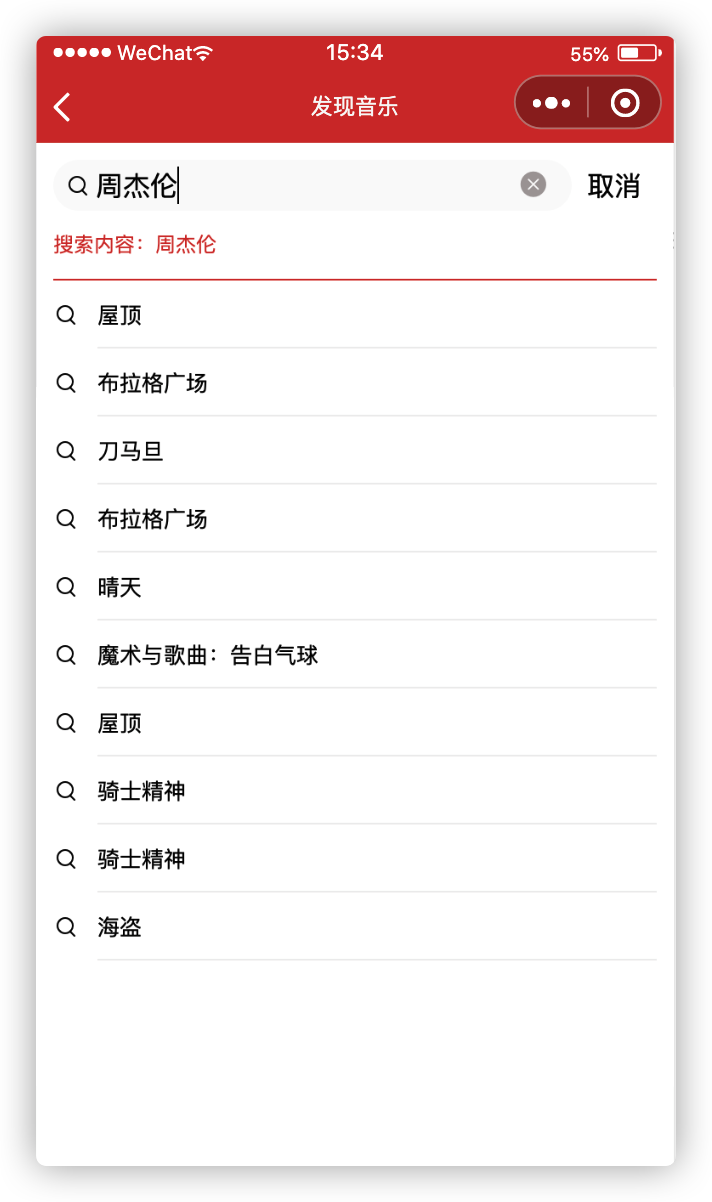 WeChat 15:34 55%
发现音乐
周杰伦 取消
搜索内容：周杰伦
屋顶
布拉格广场
刀马旦
布拉格广场
晴天
魔术与歌曲：告白气球
屋顶
骑士精神
骑士精神
海盗